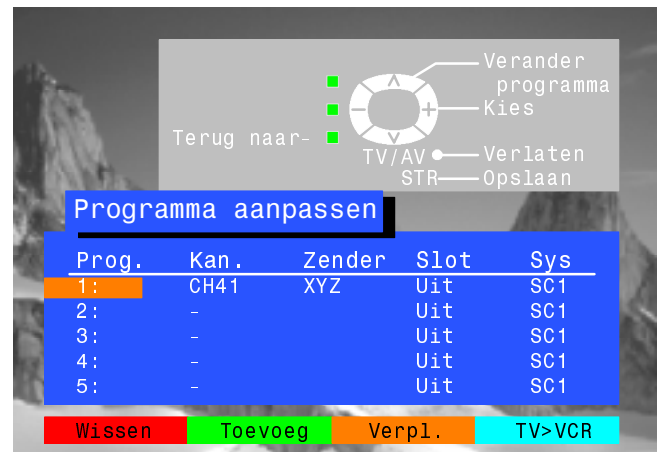 Verander
programma
Kies
Terug naar-
TV/AV Verlaten
STR Opslaan
Programma aanpassen
Prog. Kan. Zender Slot Sys
1: CH41 XYZ Uit SC1
2: - Uit SC1
3: - Uit SC1
4: - Uit SC1
5: - Uit SC1
Wissen Toevoeg Verpl. TV>VCR